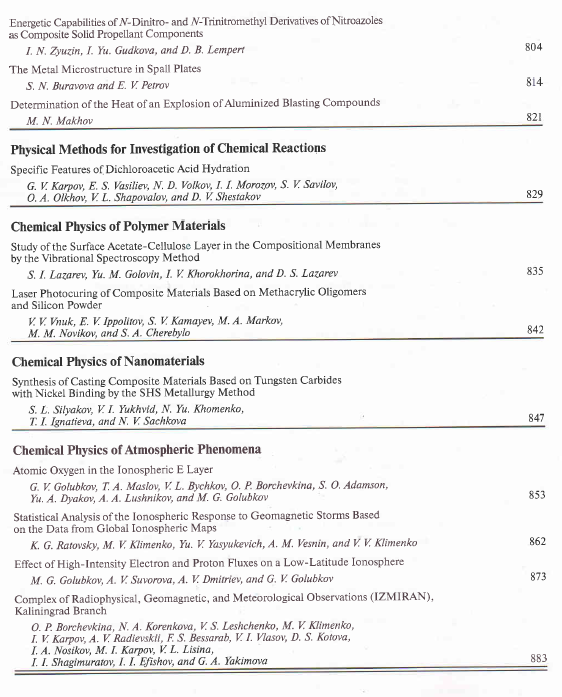 Energetic Capabilities of N-Dinitro- and N-Trinitromethyl Derivatives of Nitroazoles
as Composite Solid Propellant Components
I. N. Zyuzin, I. Yu. Gudkova, and D. B. Lempert 804
The Metal Microstructure in Spall Plates
S. N. Buravova and E. V. Petrov 814
Determination of the Heat of an Explosion of Aluminized Blasting Compounds
M. N. Makhov 821
Physical Methods for Investigation of Chemical Reactions
Specific Features of Dichloroacetic Acid Hydration
G. V. Karpov, E. S. Vasiliev, N. D. Volkov, I. I. Morozov, S. V. Savilov,
O. A. Olkhov, V. L. Shapovalov, and D. V. Shestakov 829
Chemical Physics of Polymer Materials
Study of the Surface Acetate-Cellulose Layer in the Compositional Membranes
by the Vibrational Spectroscopy Method
S. I. Lazarev, Yu. M. Golovin, I. V. Khorokhorina, and D. S. Lazarev 835
Laser Photocuring of Composite Materials Based on Methacrylic Oligomers
and Silicon Powder
V. V. Vnuk, E. V. Ippolitov, S. V. Kamayev, M. A. Markov,
M. M. Novikov, and S. A. Cherebylo 842
Chemical Physics of Nanomaterials
Synthesis of Casting Composite Materials Based on Tungsten Carbides
with Nickel Binding by the SHS Metallurgy Method
S. L. Silyakov, V. I. Yukhvid, N. Yu. Khomenko,
T. I. Ignatieva, and N. V. Sachkova 847
Chemical Physics of Atmospheric Phenomena
Atomic Oxygen in the Ionospheric E Layer
G. V. Golubkov, T. A. Maslov, V. L. Bychkov, O. P. Borchevkina, S. O. Adamson,
Yu. A. Dyakov, A. A. Lushnikov, and M. G. Golubkov 853
Statistical Analysis of the Ionospheric Response to Geomagnetic Storms Based
on the Data from Global Ionospheric Maps
K. G. Ratovsky, M. V. Klimenko, Yu. V. Yasyukevich, A. M. Vesnin, and V. V. Klimenko 862
Effect of High-Intensity Electron and Proton Fluxes on a Low-Latitude Ionosphere
M. G. Golubkov, A. V. Suvorova, A. V. Dmitriev, and G. V. Golubkov 873
Complex of Radiophysical, Geomagnetic, and Meteorological Observations (IZMIRAN),
Kaliningrad Branch
O. P. Borchevkina, N. A. Korenkova, V. S. Leshchenko, M. V. Klimenko,
I. V. Karpov, A. V. Radievskii, F. S. Bessarab, V. I. Vlasov, D. S. Kotova,
I. A. Nosikov, M. I. Karpov, V. L. Lisina,
I. I. Shagimuratov, I. I. Efishov, and G. A. Yakimova 883